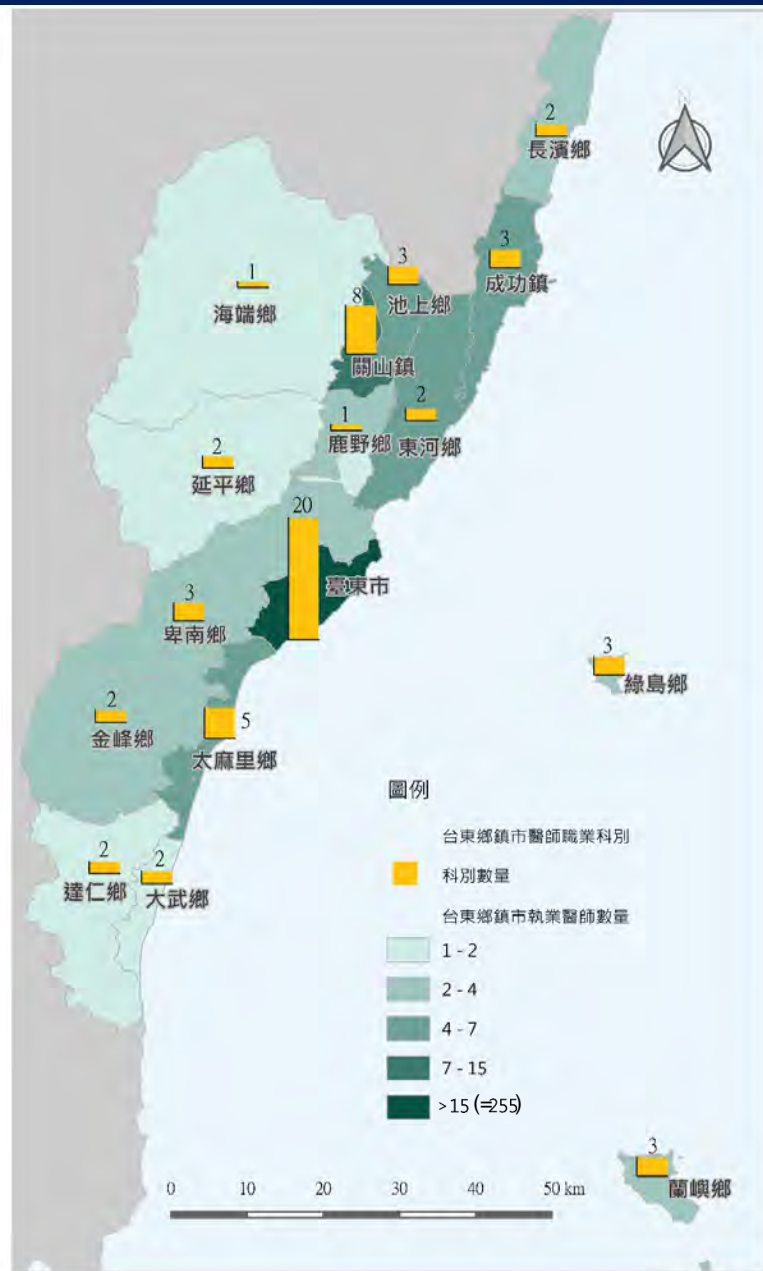 2
長濱鄉
3
成功鎮
3
池上鄉
1
海端鄉
8
關山鎮
2
東河鄉
1
鹿野鄉
2
延平鄉
20
臺東市
3
卑南鄉
3
綠島鄉
2
金峰鄉
5
太麻里鄉
2
達仁鄉
2
大武鄉
圖例
台東鄉鎮市醫師職業科別
科別數量
台東鄉鎮市執業醫師數量
1 - 2
2 - 4
4 - 7
7 - 15
>15 (=255)
3
蘭嶼鄉
0 10 20 30 40 50 km